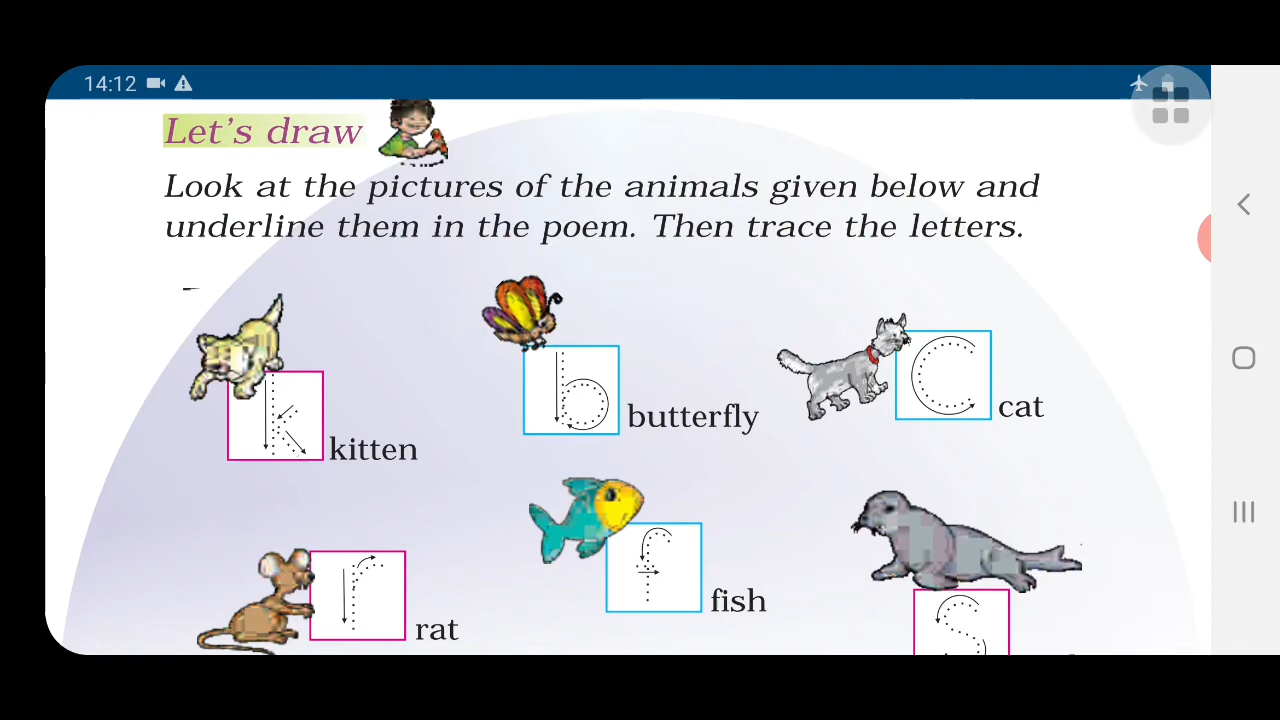 14:12
Let's draw
Look at the pictures of the animals given below and
underline them in the poem. Then trace the letters.
k kitten
b butterfly
c cat
r rat
f fish
s